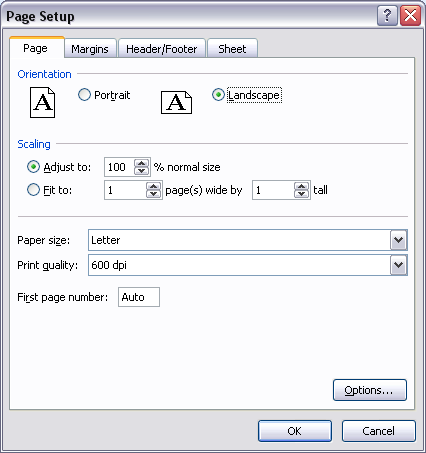 Page Setup
Page Margins Header/Footer Sheet
Orientation
A Portrait A Landscape
Scaling
Adjust to: 100 % normal size
Fit to: 1 page(s) wide by 1 tall
Paper size: Letter
Print quality: 600 dpi
First page number: Auto
Options...
OK Cancel